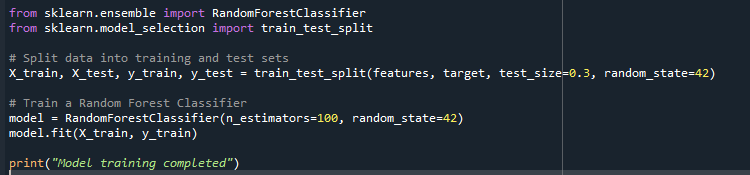 from sklearn.ensemble import RandomForestClassifier
from sklearn.model_selection import train_test_split
# Split data into training and test sets
X_train, X_test, y_train, y_test = train_test_split(features, target, test_size=0.3, random_state=42)
# Train a Random Forest Classifier
model = RandomForestClassifier(n_estimators=100, random_state=42)
model.fit(X_train, y_train)
print("Model training completed")